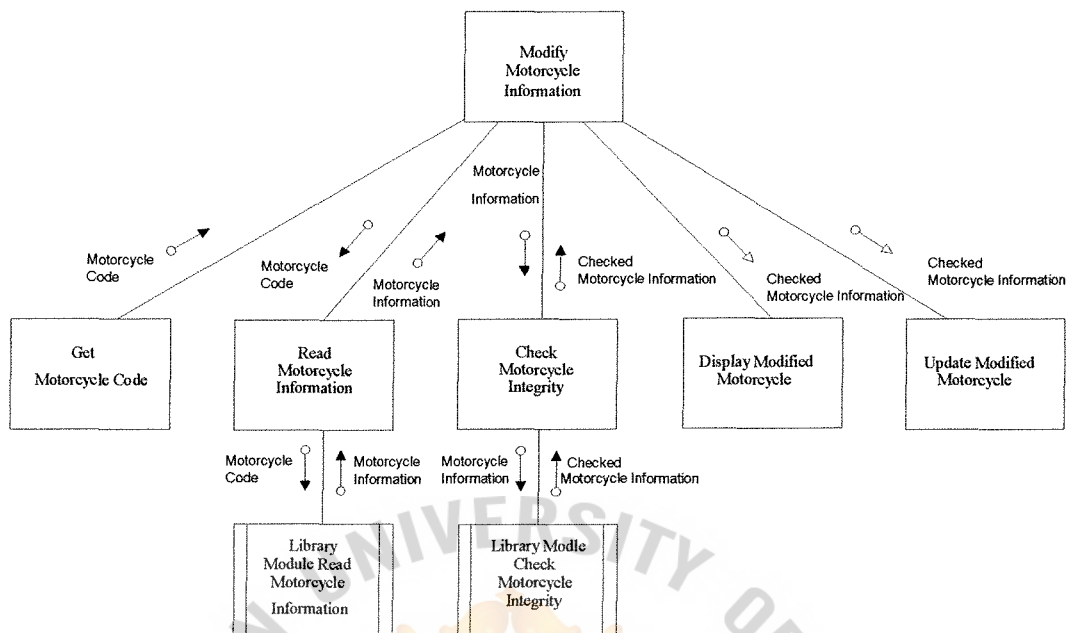 Modify
Motorcycle
Information
Motorcycle
Information
Motorcycle
Code
Motorcycle
Code
Motorcycle
Information
Checked
Motorcycle Information
Checked
Motorcycle Information
Checked
Motorcycle Information
Get
Motorcycle Code
Read
Motorcycle
Information
Check
Motorcycle
Integrity
Display Modified
Motorcycle
Update Modified
Motorcycle
Motorcycle
Code
Motorcycle
Information
Motorcycle
Information
Checked
Motorcycle Information
Library
Module Read
Motorcycle
Information
Library Modle
Check
Motorcycle
Integrity
UNIVERSITY